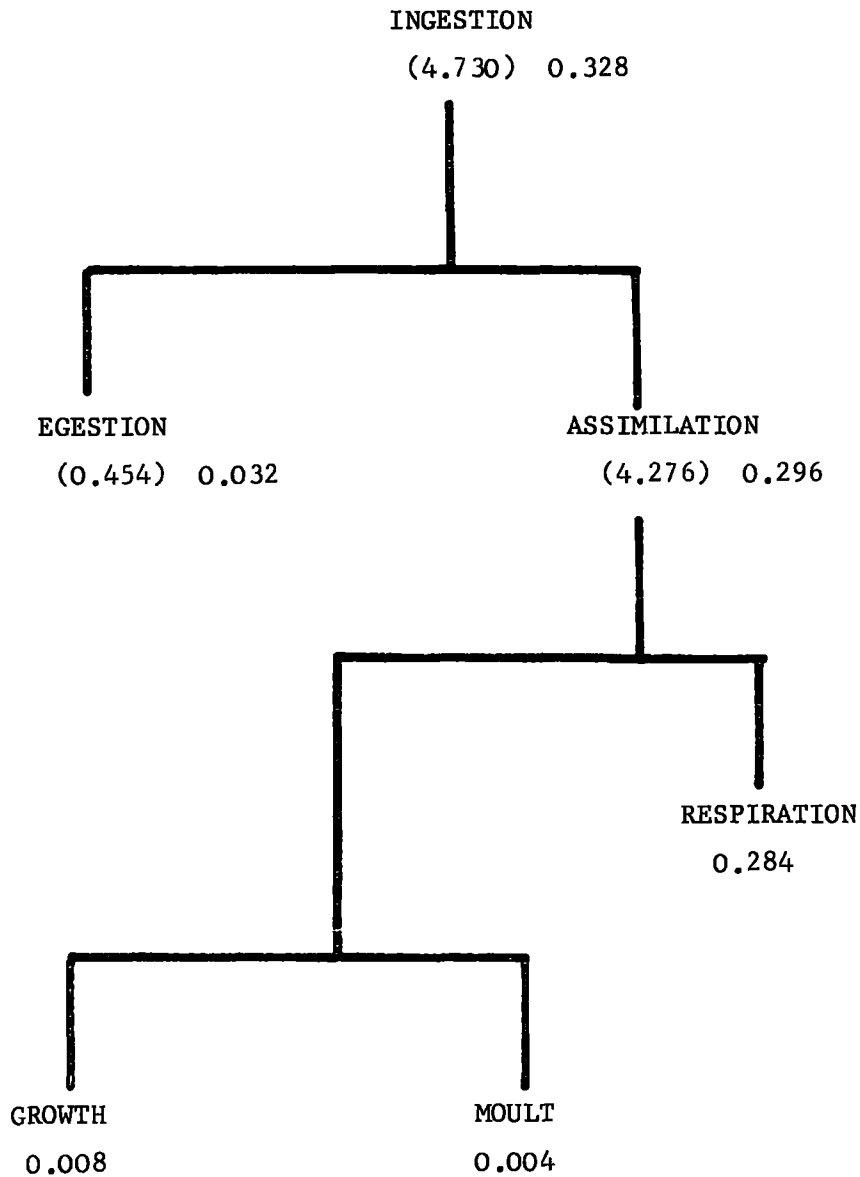 INGESTION
(4.730) 0.328
EGESTION
(0.454) 0.032
ASSIMILATION
(4.276) 0.296
RESPIRATION
0.284
GROWTH
0.008
MOULT
0.004